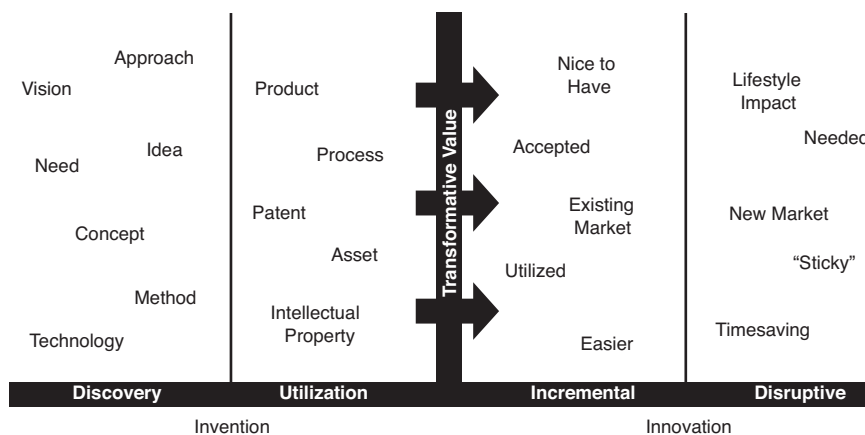 Approach
Vision
Idea
Need
Concept
Method
Technology
Product
Process
Patent
Asset
Intellectual
Property
Transformative Value
Nice to
Have
Accepted
Existing
Market
Utilized
Easier
Lifestyle
Impact
Needed
New Market
“Sticky”
Timesaving
Discovery
Utilization
Incremental
Disruptive
Invention
Innovation